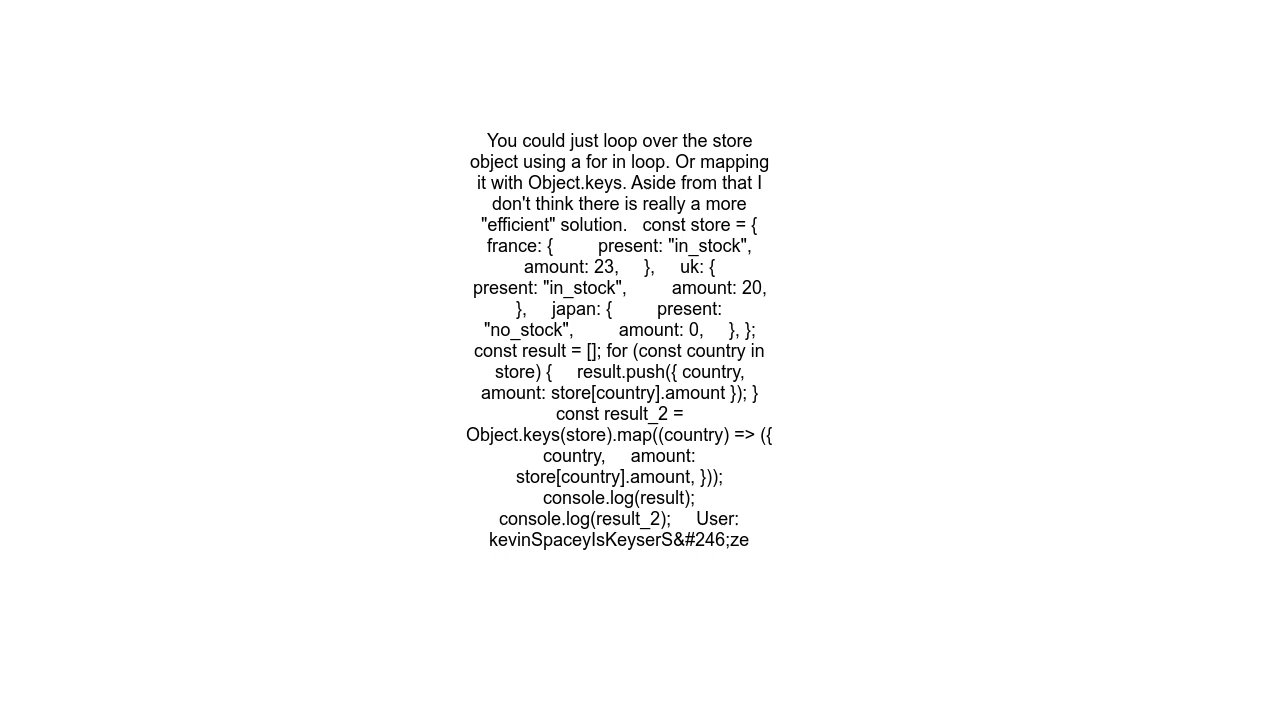 You could just loop over the store
object using a for in loop. Or mapping
it with Object.keys. Aside from that I
don't think there is really a more
"efficient" solution.   const store = {
france: {         present: "in_stock",
amount: 23,     },     uk: {
present: "in_stock",         amount: 20,
},     japan: {         present:
"no_stock",         amount: 0,     }, };
const result = []; for (const country in
store) {     result.push({ country,
amount: store[country].amount }); }
const result_2 =
Object.keys(store).map((country) => ({
country,     amount:
store[country].amount, }));
console.log(result);
console.log(result_2);     User:
kevinSpaceyIsKeyserS&#246;ze